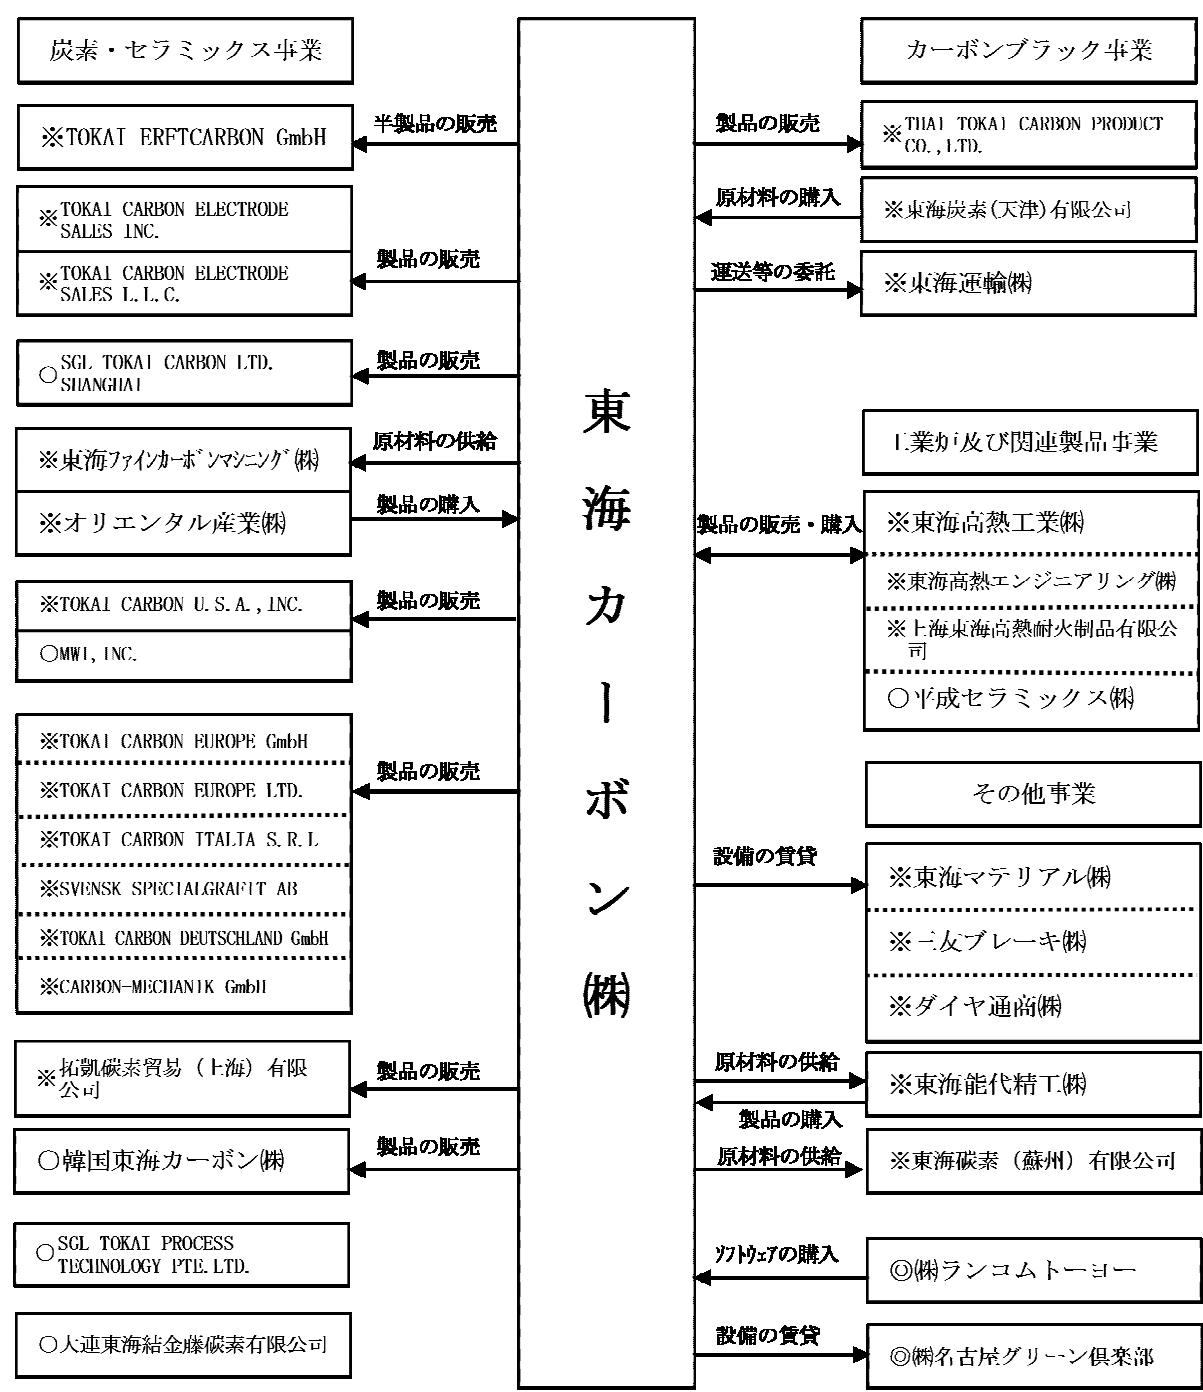 炭素・セラミックス事業
※TOKAI ERFTCARBON GmbH
半製品の販売
※TOKAI CARBON ELECTRODE
SALES INC.
※TOKAI CARBON ELECTRODE
SALES L.L.C.
製品の販売
○SGL TOKAI CARBON LTD.
SHANGHAI
製品の販売
※東海ファインカーボンマシニング㈱
原材料の供給
※オリエンタル産業㈱
製品の購入
※TOKAI CARBON U.S.A.,INC.
○MWI,INC.
製品の販売
※TOKAI CARBON EUROPE GmbH
※TOKAI CARBON EUROPE LTD.
※TOKAI CARBON ITALIA S.R.L
※SVENSK SPECIALGRAFIT AB
※TOKAI CARBON DEUTSCHLAND GmbH
※CARBON-MECHANIK GmbH
製品の販売
※拓凱碳素貿易（上海）有限
公司
製品の販売
○韓国東海カーボン㈱
製品の販売
○SGL TOKAI PROCESS
TECHNOLOGY PTE.LTD.
○大連東海結金藤碳素有限公司
東海カーボン㈱
カーボンブラック事業
製品の販売
※THAI TOKAI CARBON PRODUCT
CO.,LTD.
原材料の購入
※東海炭素(天津)有限公司
運送等の委託
※東海運輸㈱
工業炉及び関連製品事業
製品の販売・購入
※東海高熱工業㈱
※東海高熱エンジニアリング㈱
※上海東海高熱耐火制品有限公
司
○平成セラミックス㈱
その他事業
設備の賃貸
※東海マテリアル㈱
※三友ブレーキ㈱
※ダイヤ通商㈱
原材料の供給
※東海能代精工㈱
製品の購入
原材料の供給
※東海碳素（蘇州）有限公司
ソフトウェアの購入
◎㈱ランコムトーヨー
設備の賃貸
◎㈱名古屋グリーン倶楽部